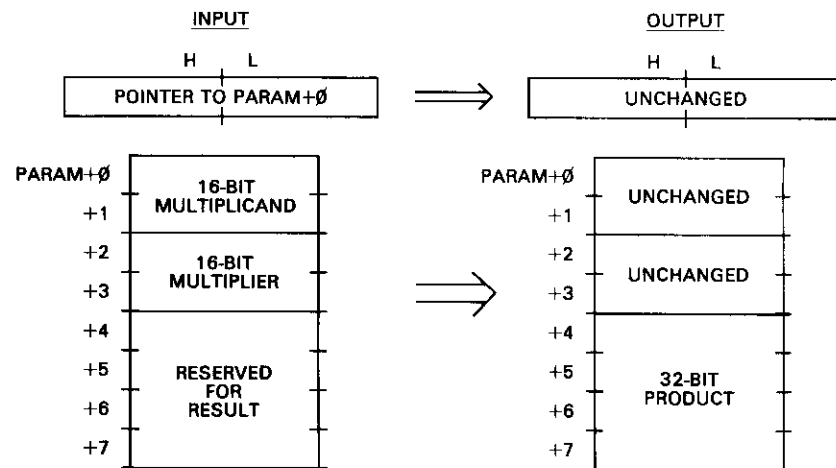 INPUT
OUTPUT
H L
H L
POINTER TO PARAM+Ø
UNCHANGED
PARAM+Ø
+1
+2
+3
+4
+5
+6
+7
16-BIT
MULTIPLICAND
16-BIT
MULTIPLIER
RESERVED
FOR
RESULT
PARAM+Ø
+1
+2
+3
+4
+5
+6
+7
UNCHANGED
UNCHANGED
32-BIT
PRODUCT